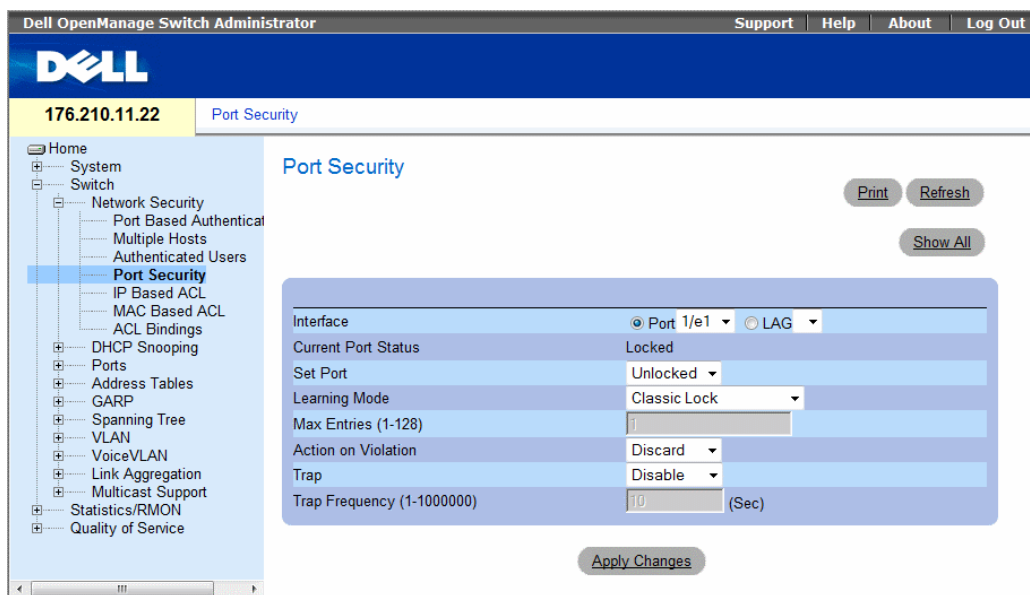 Dell OpenManage Switch Administrator
Support Help About Log Out
DELL
176.210.11.22
Port Security
Home
System
Switch
Network Security
Port Based Authenticat
Multiple Hosts
Authenticated Users
Port Security
IP Based ACL
MAC Based ACL
ACL Bindings
DHCP Snooping
Ports
Address Tables
GARP
Spanning Tree
VLAN
VoiceVLAN
Link Aggregation
Multicast Support
Statistics/RMON
Quality of Service
Port Security
Print Refresh
Show All
Interface Port 1/e1 LAG
Current Port Status Locked
Set Port Unlocked
Learning Mode Classic Lock
Max Entries (1-128) 1
Action on Violation Discard
Trap Disable
Trap Frequency (1-1000000) 10 (Sec)
Apply Changes